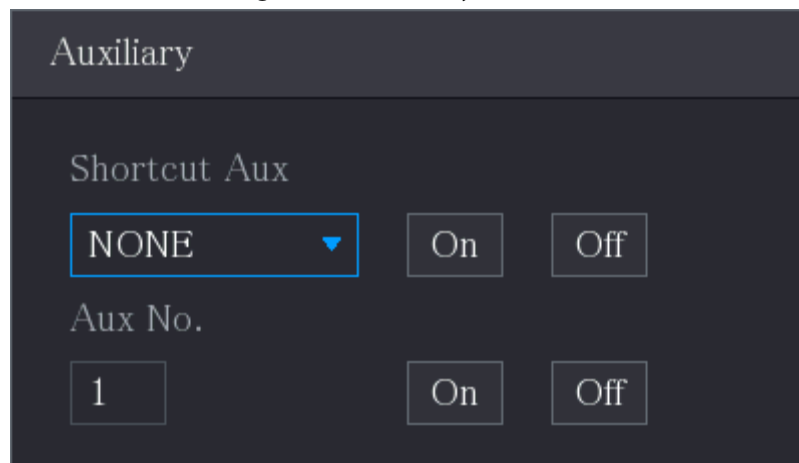 Auxiliary
Shortcut Aux
NONE On Off
Aux No.
1 On Off